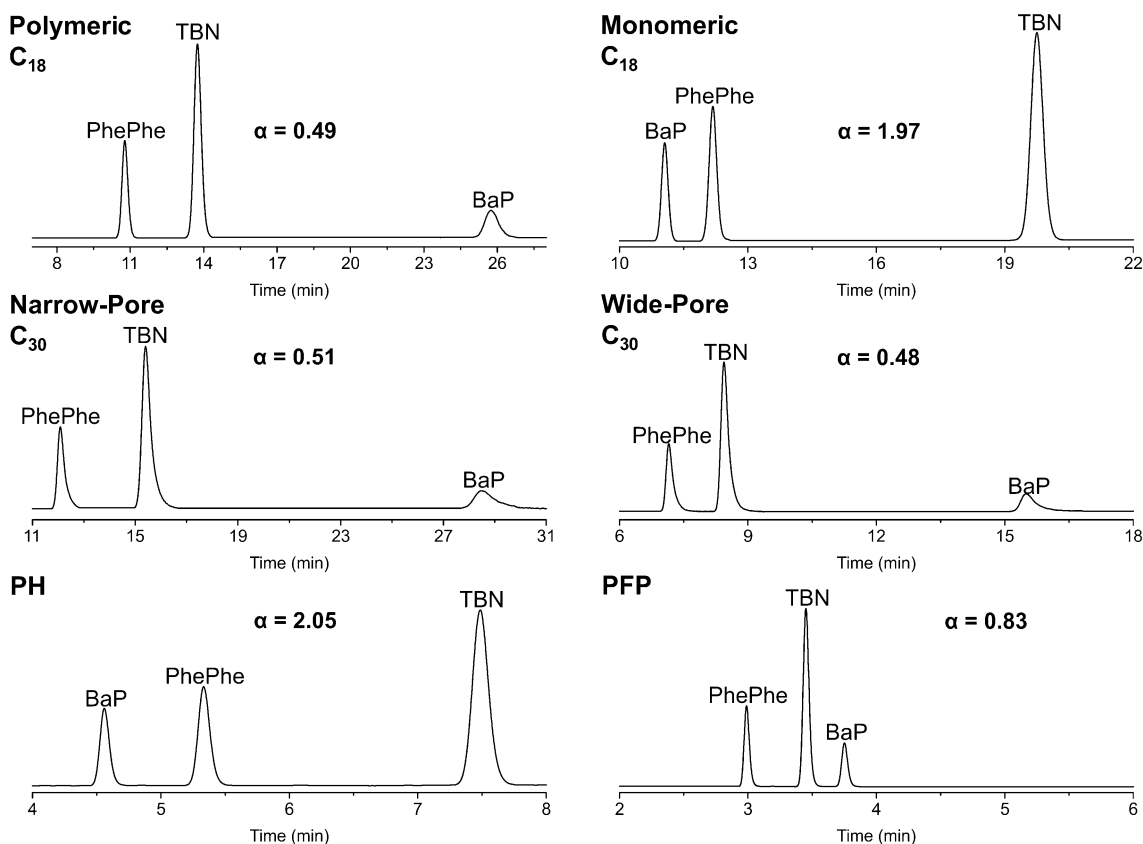 Polymeric
C18
PhePhe
TBN
α = 0.49
BaP
8 11 14 17 20 23 26
Time (min)
Monomeric
C18
BaP
PhePhe
α = 1.97
TBN
10 13 16 19 22
Time (min)
Narrow-Pore
C30
PhePhe
TBN
α = 0.51
BaP
11 15 19 23 27 31
Time (min)
Wide-Pore
C30
PhePhe
TBN
α = 0.48
BaP
6 9 12 15 18
Time (min)
PH
BaP
PhePhe
α = 2.05
TBN
4 5 6 7 8
Time (min)
PFP
PhePhe
TBN
BaP
α = 0.83
2 3 4 5 6
Time (min)